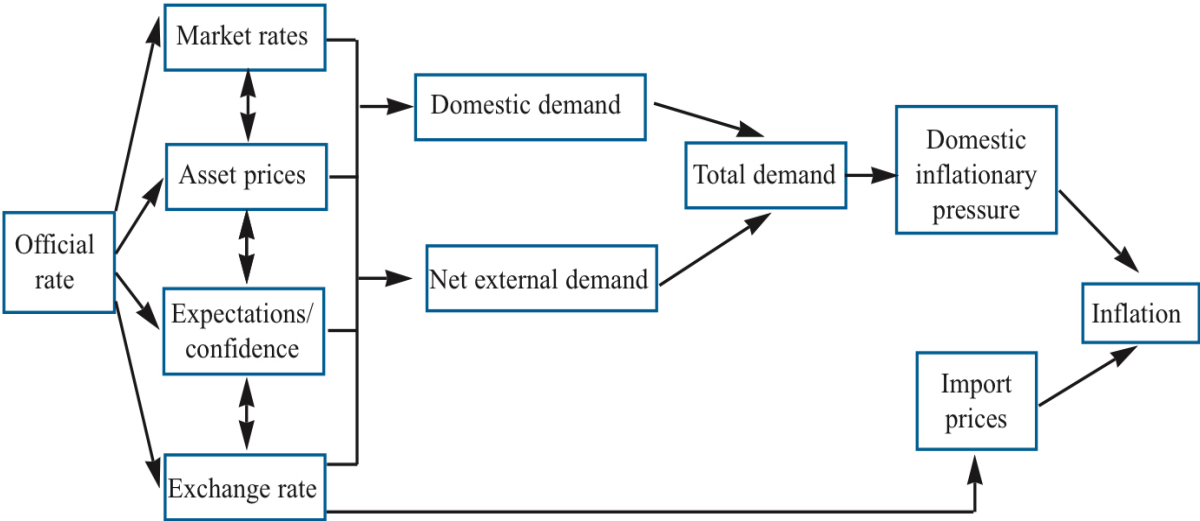 Market rates
Asset prices
Official
rate
Expectations/
confidence
Exchange rate
Domestic demand
Net external demand
Total demand
Domestic
inflationary
pressure
Import
prices
Inflation